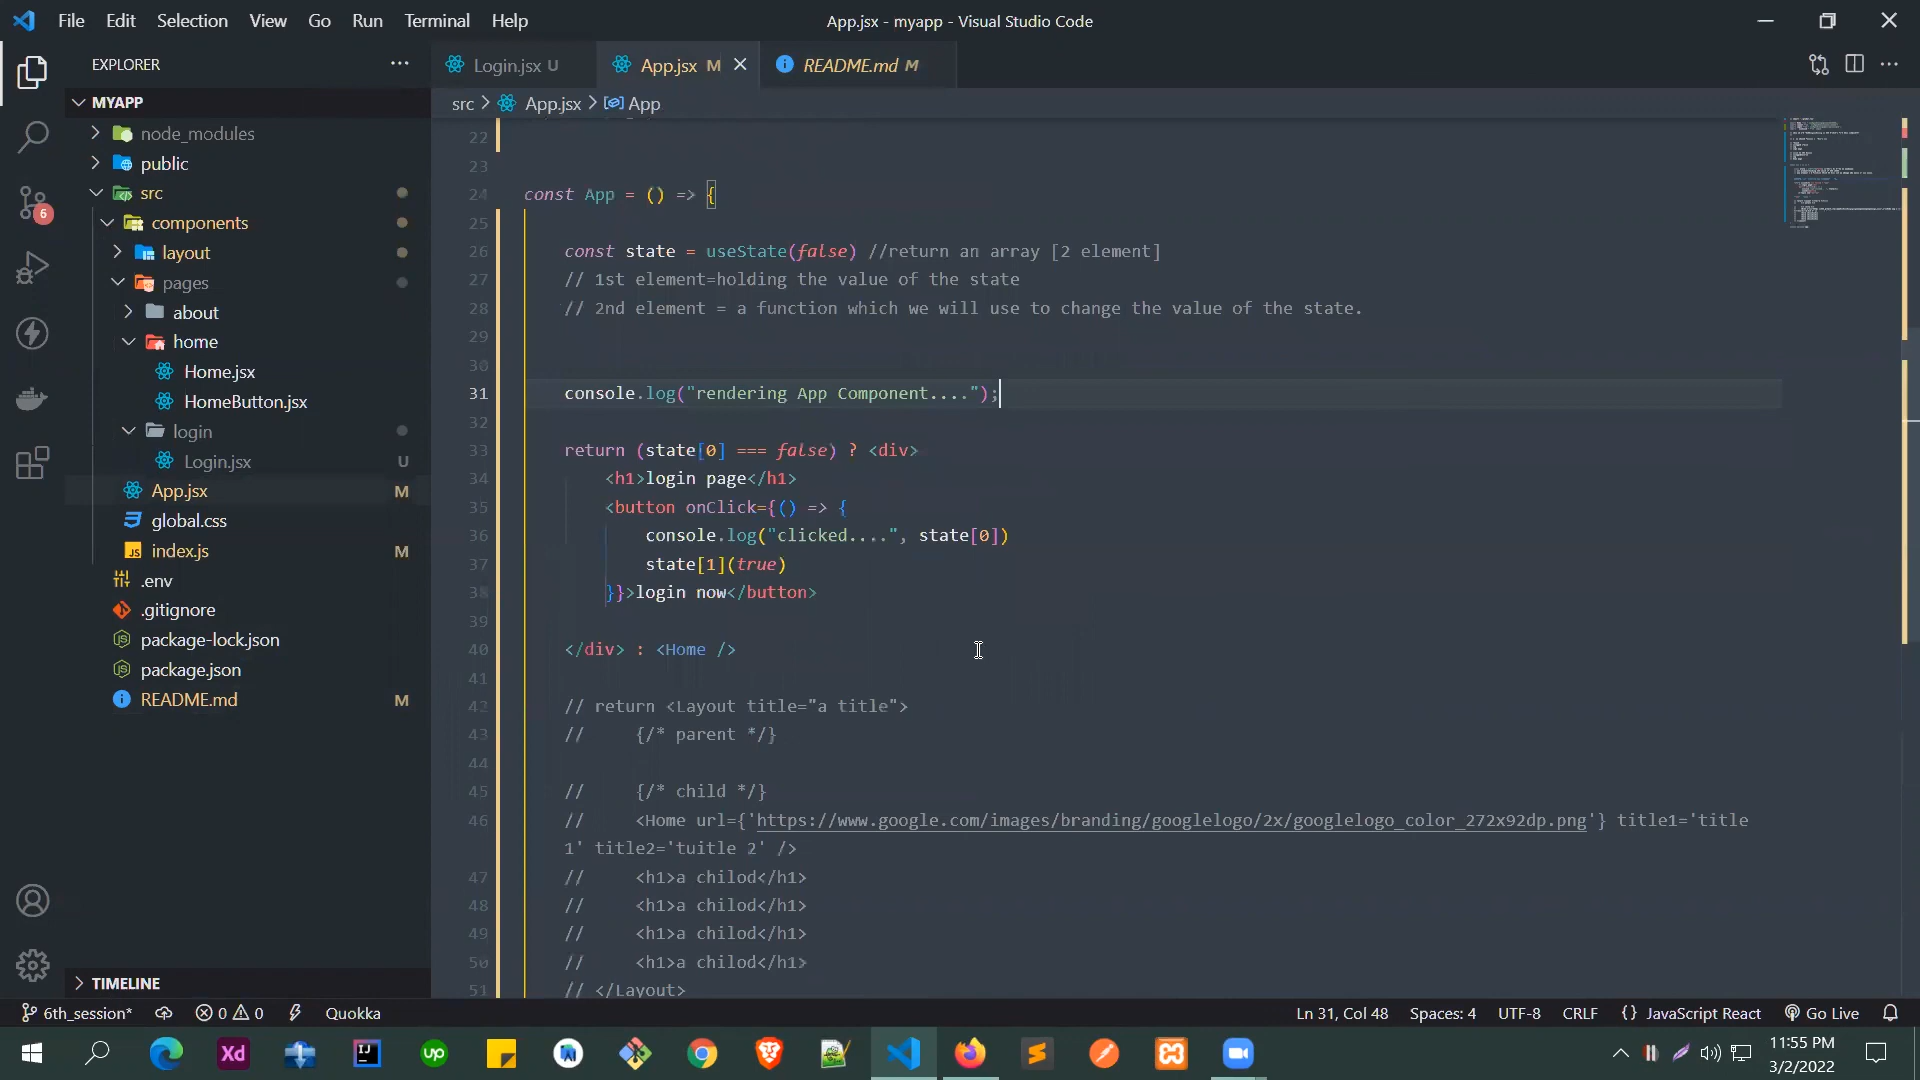 File Edit Selection View Go Run Terminal Help
App.jsx - myapp - Visual Studio Code
EXPLORER
MYAPP
node_modules
public
src
components
layout
pages
about
home
Home.jsx
HomeButton.jsx
login
Login.jsx U
App.jsx M
global.css
index.js M
.env
.gitignore
package-lock.json
package.json
README.md M
TIMELINE
6
Login.jsx U
App.jsx M
README.md M
src > App.jsx > App
22
23
24 const App = () => {
25
26 const state = useState(false) //return an array [2 element]
27 // 1st element=holding the value of the state
28 // 2nd element = a function which we will use to change the value of the state.
29
30
31 console.log("rendering App Component....");
32
33 return (state[0] === false) ? <div>
34 <h1>login page</h1>
35 <button onClick={() => {
36 console.log("clicked....", state[0])
37 state[1](true)
38 }}>login now</button>
39
40 </div> : <Home />
41
42 // return <Layout title="a title">
43 // {/* parent */}
44
45 // {/* child */}
46 // <Home url={'https://www.google.com/images/branding/googlelogo/2x/googlelogo_color_272x92dp.png'} title1='title
1' title2='tuitle 2' />
47 // <h1>a chilod</h1>
48 // <h1>a chilod</h1>
49 // <h1>a chilod</h1>
50 // <h1>a chilod</h1>
51 // </Layout>
6th_session* 0 0 Quokka
Ln 31, Col 48 Spaces: 4 UTF-8 CRLF {} JavaScript React Go Live
Xd
IJ
up
11:55 PM
3/2/2022